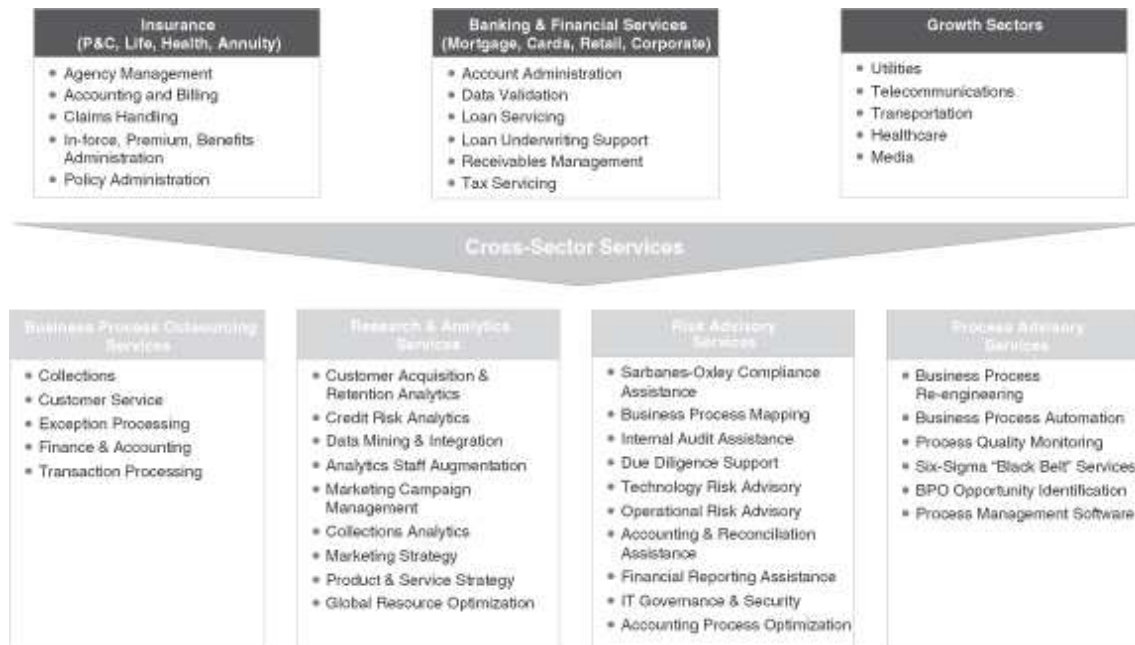 Insurance
(P&C, Life, Health, Annuity)
• Agency Management
• Accounting and Billing
• Claims Handling
• In-force, Premium, Benefits
Administration
• Policy Administration
Banking & Financial Services
(Mortgage, Cards, Retail, Corporate)
• Account Administration
• Data Validation
• Loan Servicing
• Loan Underwriting Support
• Receivables Management
• Tax Servicing
Growth Sectors
• Utilities
• Telecommunications
• Transportation
• Healthcare
• Media
Cross-Sector Services
Business Process Outsourcing
Services
• Collections
• Customer Service
• Exception Processing
• Finance & Accounting
• Transaction Processing
Research & Analytics
Services
• Customer Acquisition &
Retention Analytics
• Credit Risk Analytics
• Data Mining & Integration
• Analytics Staff Augmentation
• Marketing Campaign
Management
• Collections Analytics
• Marketing Strategy
• Product & Service Strategy
• Global Resource Optimization
Risk Advisory
Services
• Sarbanes-Oxley Compliance
Assistance
• Business Process Mapping
• Internal Audit Assistance
• Due Diligence Support
• Technology Risk Advisory
• Operational Risk Advisory
• Accounting & Reconciliation
Assistance
• Financial Reporting Assistance
• IT Governance & Security
• Accounting Process Optimization
Process Advisory
Services
• Business Process
Re-engineering
• Business Process Automation
• Process Quality Monitoring
• Six-Sigma “Black Belt” Services
• BPO Opportunity Identification
• Process Management Software